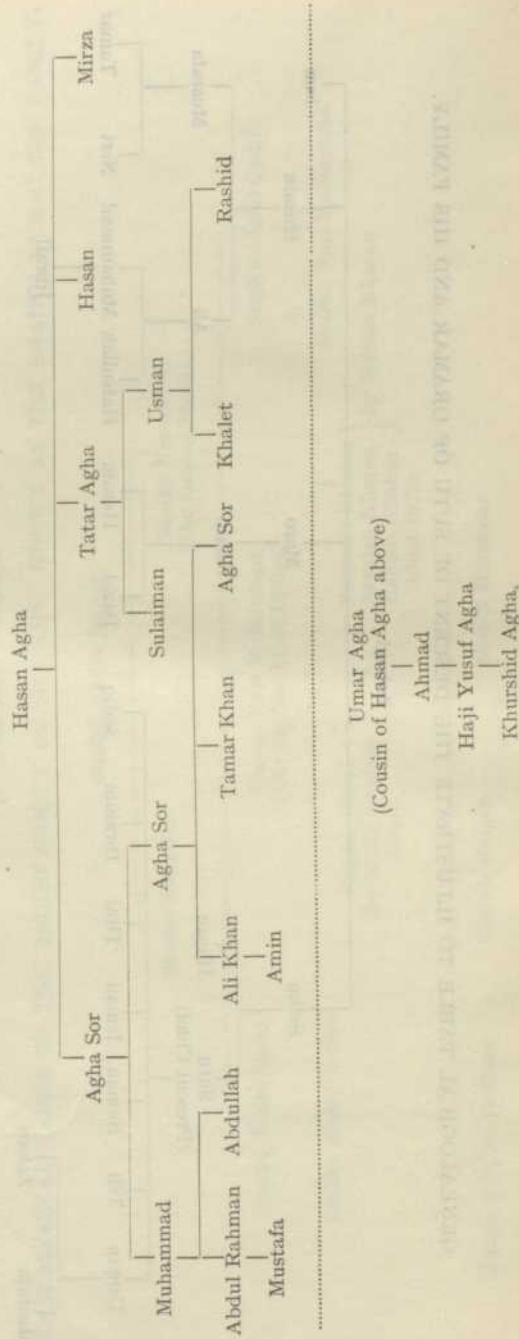 Hasan Agha
Agha Sor Tatar Agha Hasan Mirza
Muhammad Agha Sor Sulaiman Usman
Abdul Rahman Abdullah Ali Khan Tamar Khan Agha Sor Khalet Rashid
Mustafa Amin
Umar Agha
(Cousin of Hasan Agha above)
Ahmad
Haji Yusuf Agha
Khurshid Agha.